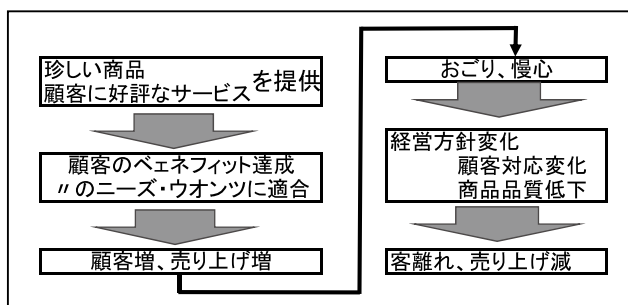 珍しい商品
顧客に好評なサービス を提供
顧客のベェネフィット達成
〃のニーズ・ウオンツに適合
顧客増、売り上げ増
おごり、慢心
経営方針変化
顧客対応変化
商品品質低下
客離れ、売り上げ減